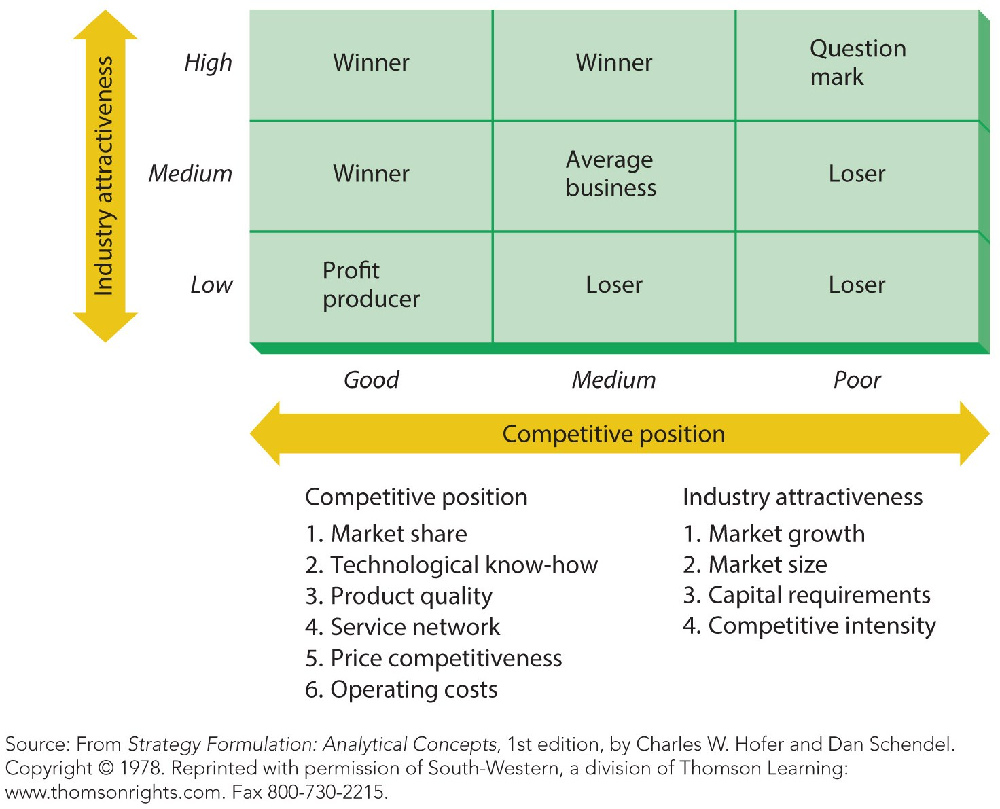 Industry attractiveness
High
Winner
Winner
Question
mark
Medium
Winner
Average
business
Loser
Low
Profit
producer
Loser
Loser
Good
Medium
Poor
Competitive position
Competitive position
1. Market share
2. Technological know-how
3. Product quality
4. Service network
5. Price competitiveness
6. Operating costs
Industry attractiveness
1. Market growth
2. Market size
3. Capital requirements
4. Competitive intensity
Source: From Strategy Formulation: Analytical Concepts, 1st edition, by Charles W. Hofer and Dan Schendel.
Copyright © 1978. Reprinted with permission of South-Western, a division of Thomson Learning:
www.thomsonrights.com. Fax 800-730-2215.